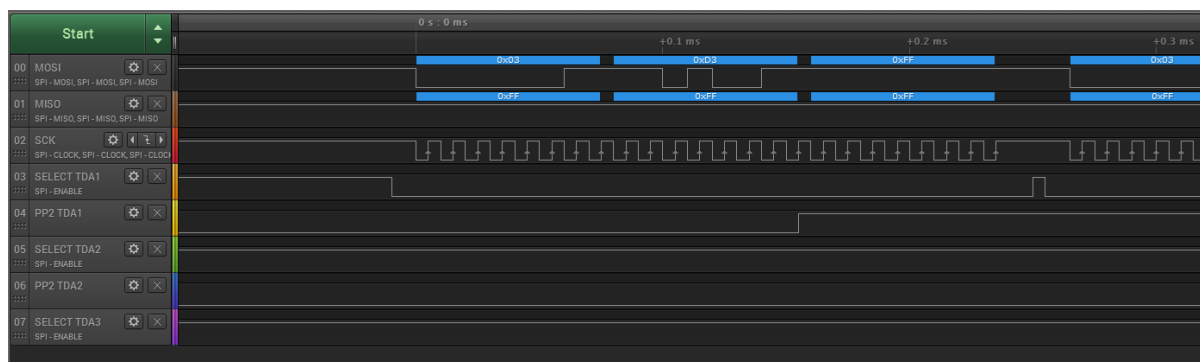 Start
0 s : 0 ms
+0.1 ms +0.2 ms +0.3 ms
0x03 0xD3 0xFF 0x03
00 MOSI
SPI - MOSI, SPI - MOSI, SPI - MOSI
0xFF 0xFF 0xFF 0xFF
01 MISO
SPI - MISO, SPI - MISO, SPI - MISO
02 SCK
SPI - CLOCK, SPI - CLOCK, SPI - CLOCK
03 SELECT TDA1
SPI - ENABLE
04 PP2 TDA1
05 SELECT TDA2
SPI - ENABLE
06 PP2 TDA2
07 SELECT TDA3
SPI - ENABLE